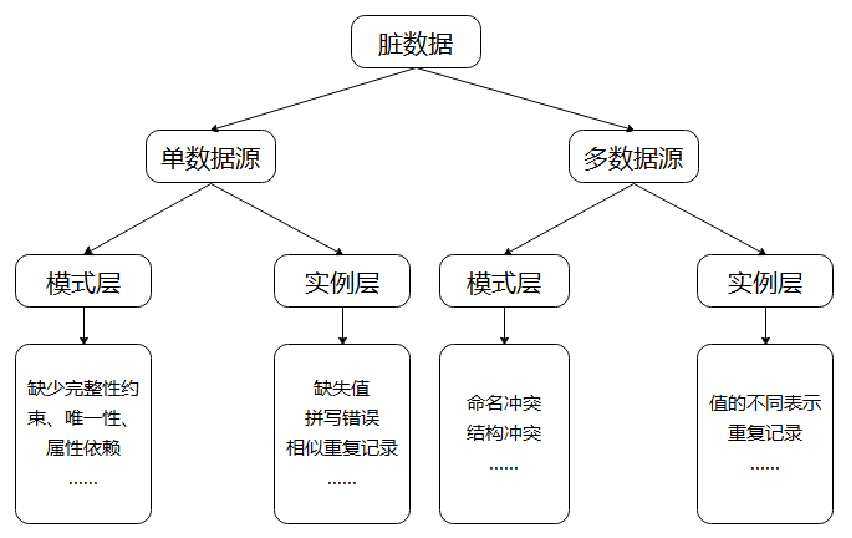 脏数据
单数据源
多数据源
模式层
实例层
模式层
实例层
缺少完整性约
束、唯一性、
属性依赖
......
缺失值
拼写错误
相似重复记录
......
命名冲突
结构冲突
......
值的不同表示
重复记录
......